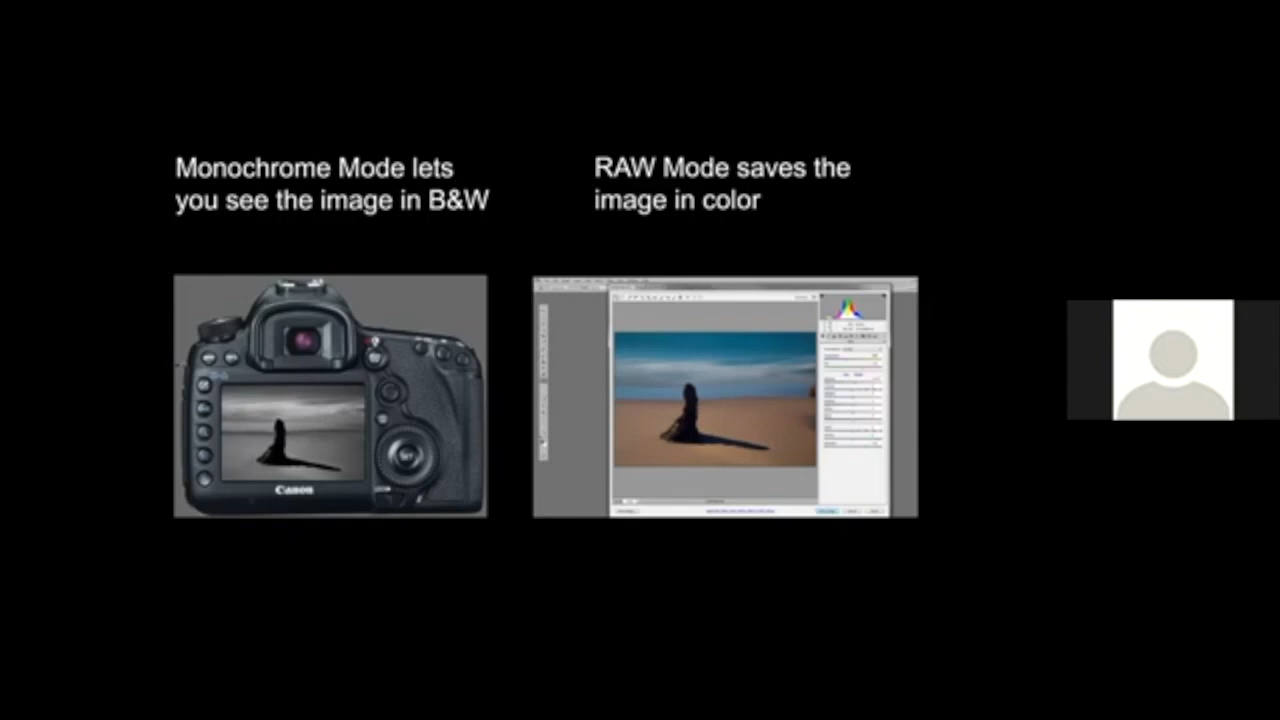 Monochrome Mode lets
you see the image in B&W
RAW Mode saves the
image in color
Canon